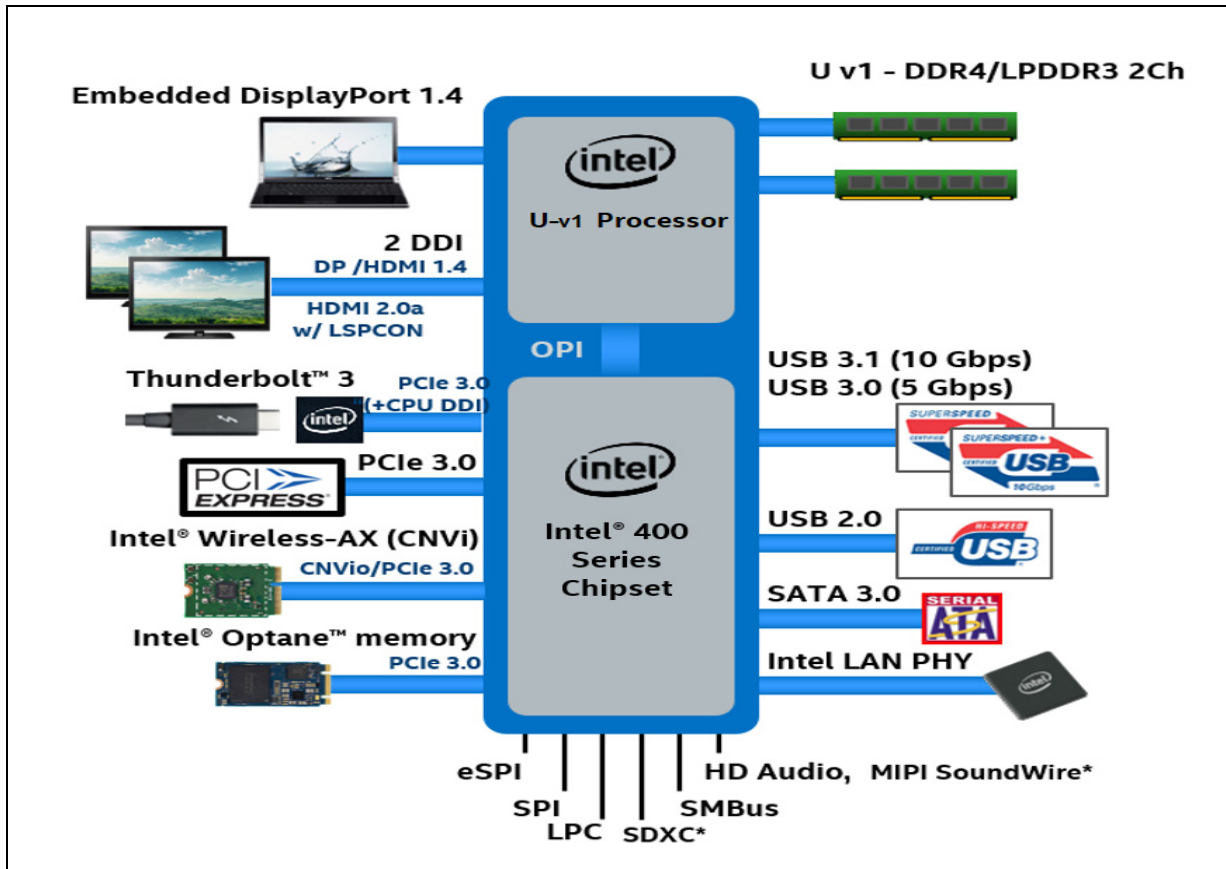 U v1 - DDR4/LPDDR3 2Ch
Embedded DisplayPort 1.4
intel®
U-v1 Processor
2 DDI
DP /HDMI 1.4
HDMI 2.0a
w/ LSPCON
OPI
Thunderbolt™ 3
PCIe 3.0
(+CPU DDI)
intel
USB 3.1 (10 Gbps)
USB 3.0 (5 Gbps)
SUPERSPEED
CERTIFIED
SUPERSPEED+
CERTIFIED USB
10Gbps
PCIe 3.0
PCI
EXPRESS®
intel®
Intel® 400
Series
Chipset
USB 2.0
HI-SPEED
CERTIFIED USB
Intel® Wireless-AX (CNVi)
CNVio/PCIe 3.0
SATA 3.0
SERIAL
ATA
Intel® Optane™ memory
PCIe 3.0
Intel LAN PHY
intel
eSPI
SPI
LPC
SDXC*
SMBus
HD Audio, MIPI SoundWire*